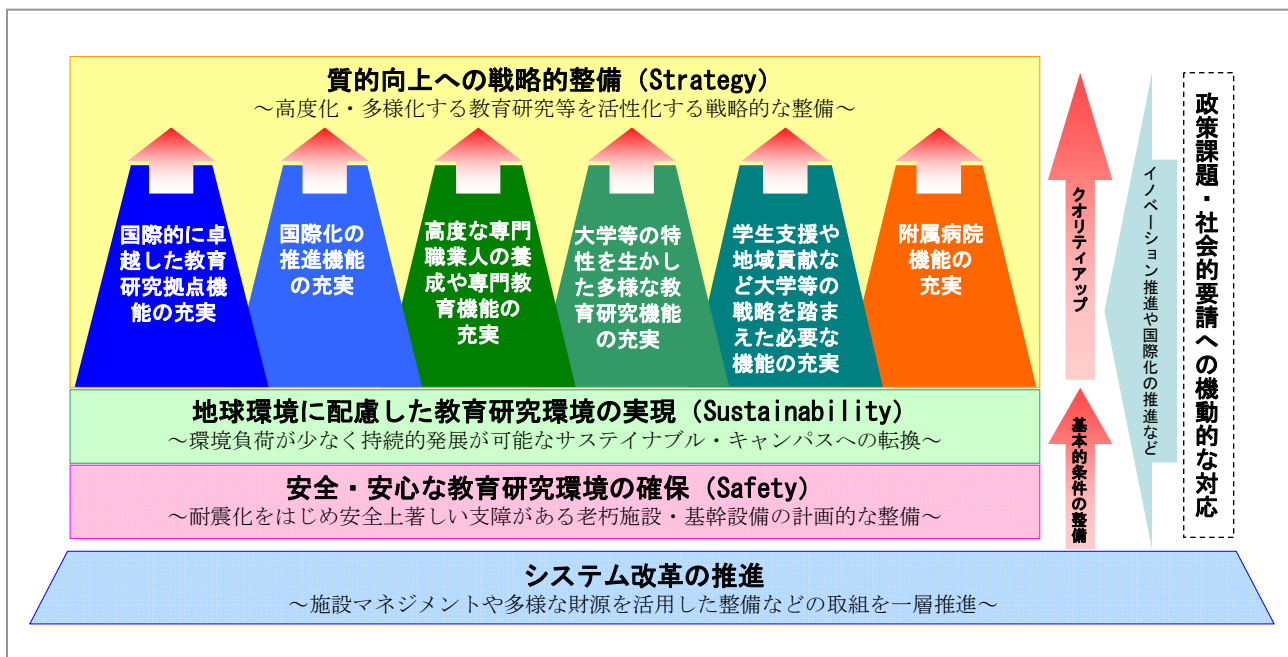 質的向上への戦略的整備（Strategy）
～高度化・多様化する教育研究等を活性化する戦略的な整備～
国際的に卓
越した教育
研究拠点機
能の充実
国際化の
推進機能
の充実
高度な専門
職業人の養
成や専門教
育機能の
充実
大学等の特
性を生かし
た多様な教
育研究機能
の充実
学生支援や
地域貢献な
ど大学等の
戦略を踏ま
えた必要な
機能の充実
附属病院
機能の
充実
地球環境に配慮した教育研究環境の実現（Sustainability）
～環境負荷が少なく持続的発展が可能なサステイナブル・キャンパスへの転換～
安全・安心な教育研究環境の確保（Safety）
～耐震化をはじめ安全上著しい支障がある老朽施設・基幹設備の計画的な整備～
システム改革の推進
～施設マネジメントや多様な財源を活用した整備などの取組を一層推進～
クオリティアップ
基本的条件の整備
イノベーション推進や国際化の推進など
政策課題・社会的要請への機動的な対応